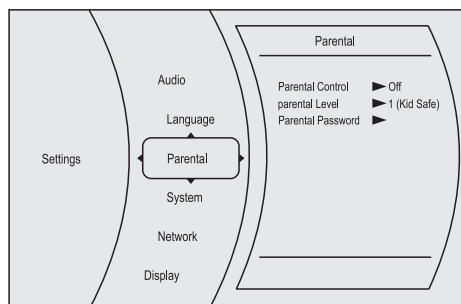 Settings
Audio
Language
Parental
System
Network
Display
Parental
Parental Control Off
parental Level 1 (Kid Safe)
Parental Password